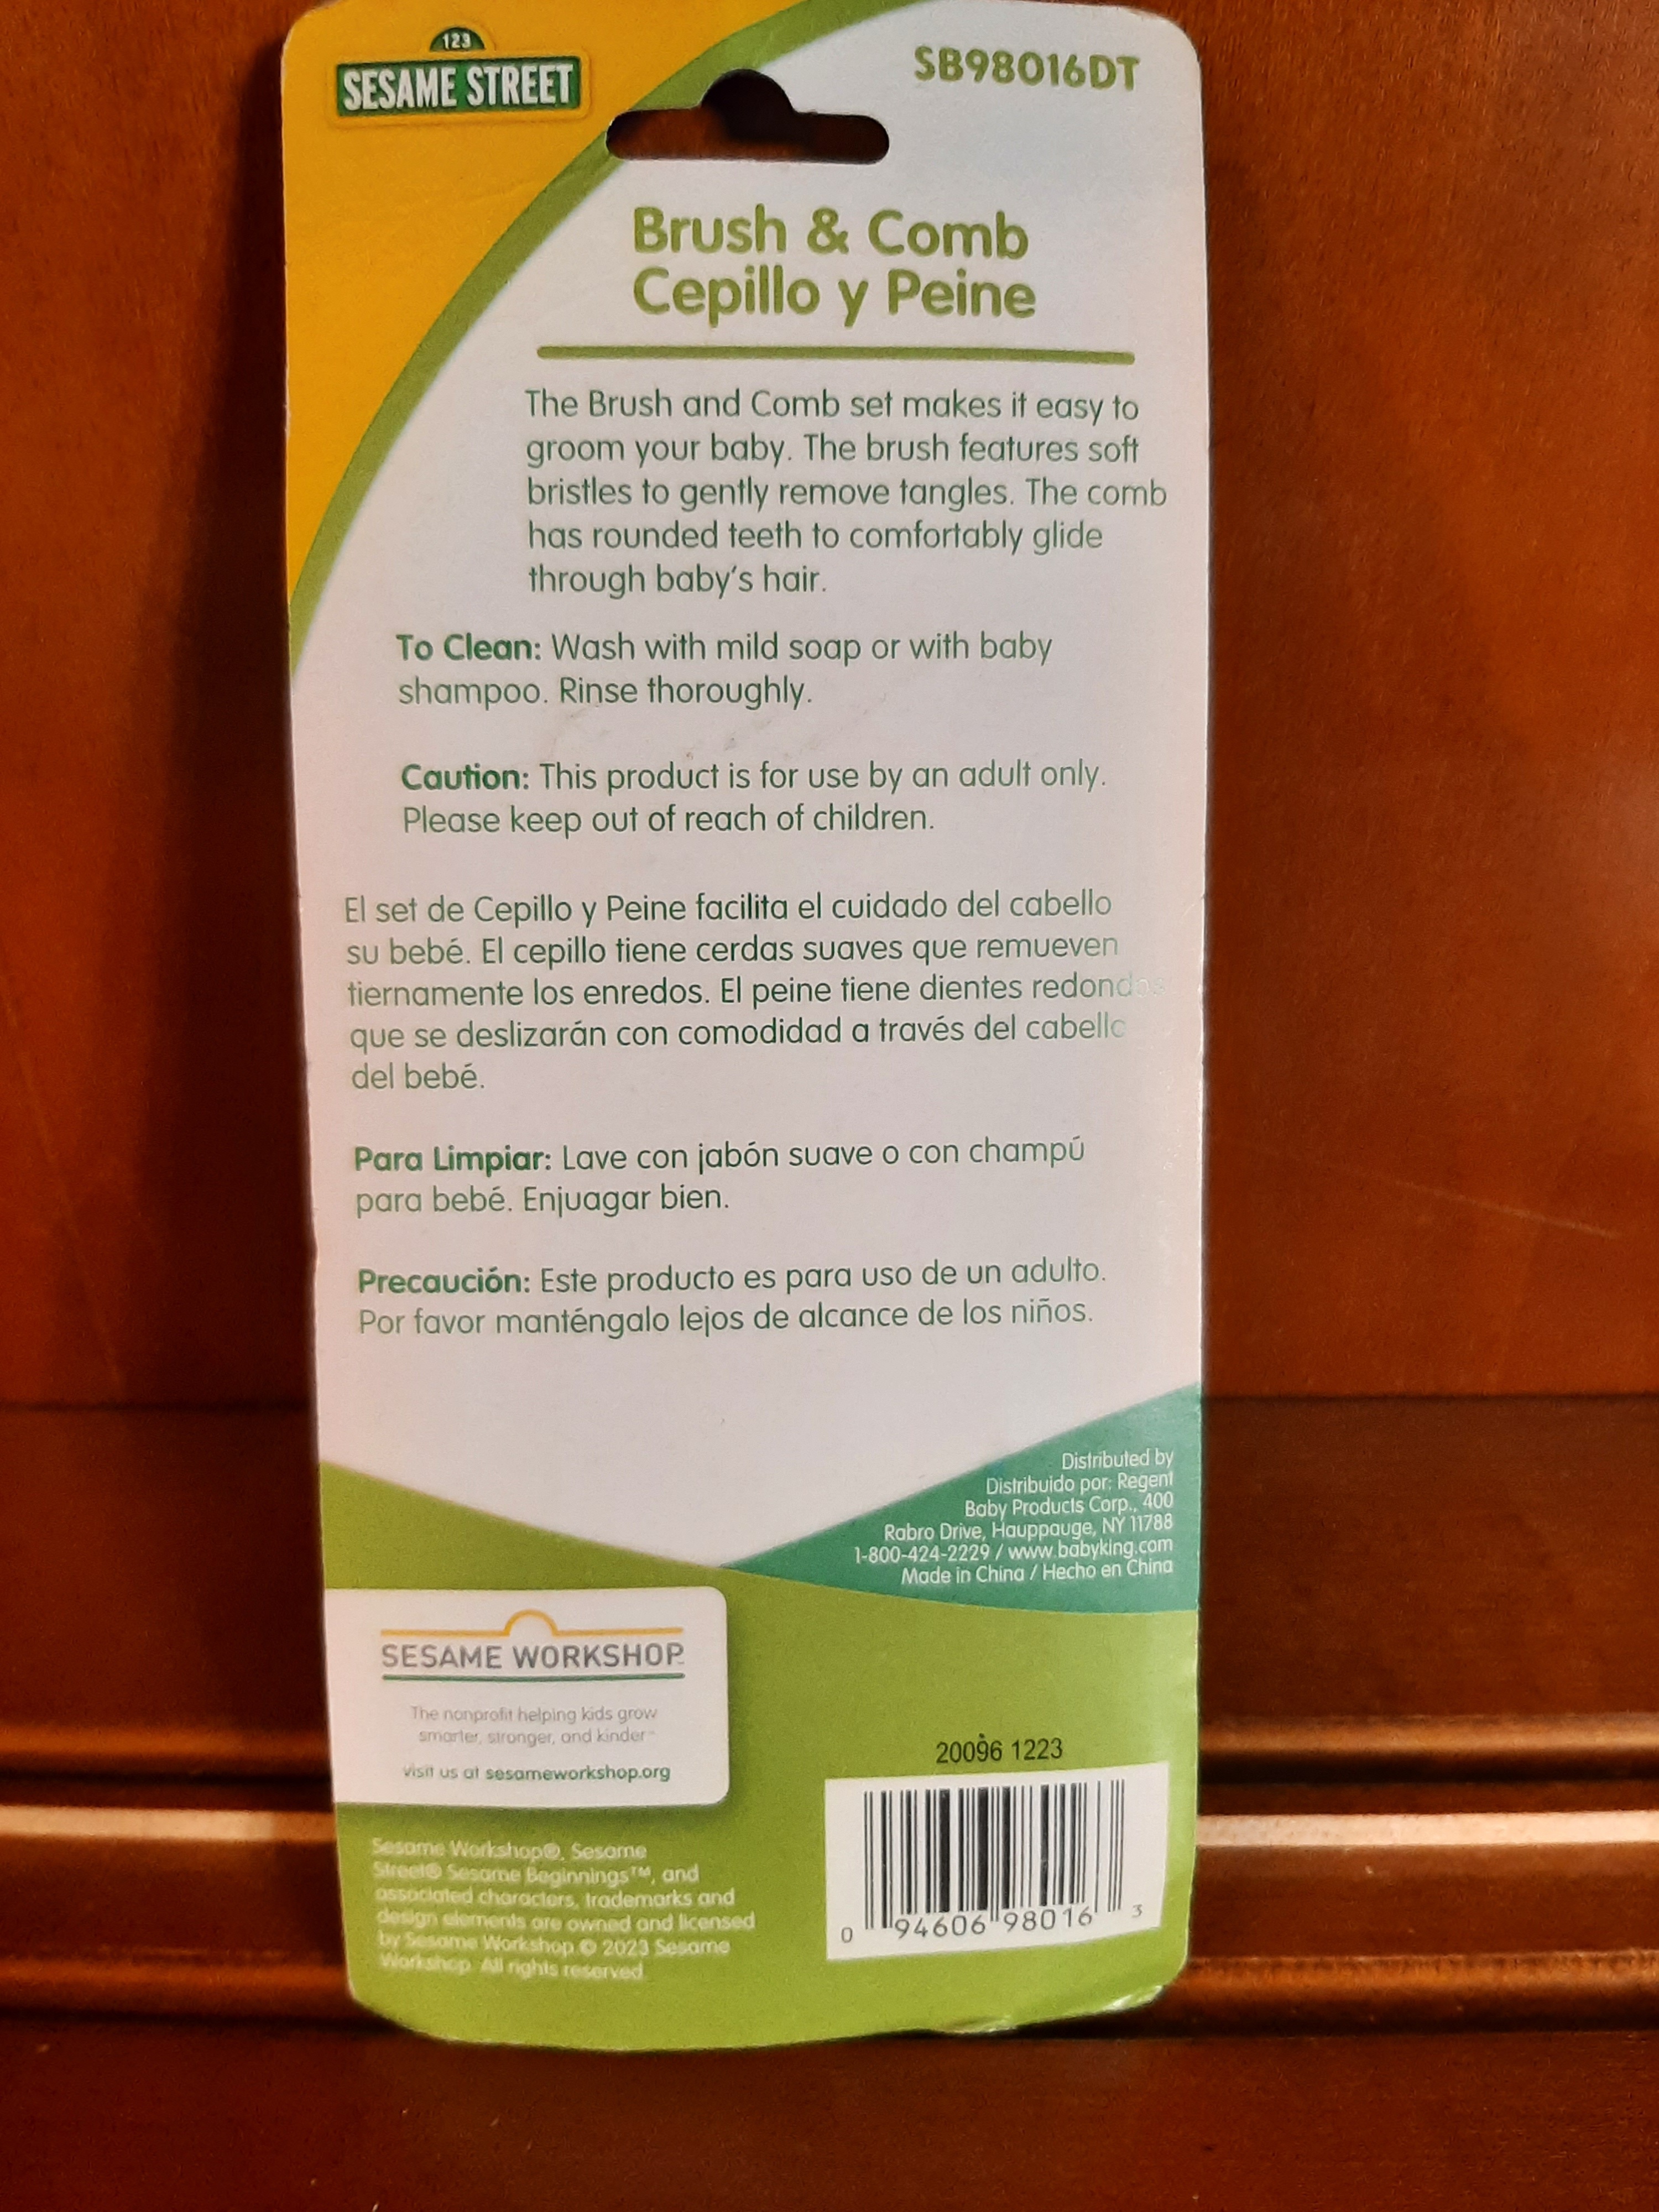 123
SESAME STREET
SB98016DT
Brush & Comb
Cepillo y Peine
The Brush and Comb set makes it easy to
groom your baby. The brush features soft
bristles to gently remove tangles. The comb
has rounded teeth to comfortably glide
through baby's hair.
To Clean: Wash with mild soap or with baby
shampoo. Rinse thoroughly.
Caution: This product is for use by an adult only.
Please keep out of reach of children.
El set de Cepillo y Peine facilita el cuidado del cabello
su bebé. El cepillo tiene cerdas suaves que remueven
tiernamente los enredos. El peine tiene dientes redondos
que se deslizarán con comodidad a través del cabello
del bebé.
Para Limpiar: Lave con jabón suave o con champú
para bebé. Enjuagar bien.
Precaución: Este producto es para uso de un adulto.
Por favor manténgalo lejos de alcance de los niños.
Distributed by
Distribuido por: Regent
Baby Products Corp., 400
Rabro Drive, Hauppauge, NY 11788
1-800-424-2229 / www.babyking.com
Made in China / Hecho en China
SESAME WORKSHOP
The nonprofit helping kids grow
smarter, stronger, and kinder™
visit us at sesameworkshop.org
Sesame Workshop®, Sesame
Street® Sesame Beginnings™, and
associated characters, trademarks and
design elements are owned and licensed
by Sesame Workshop © 2023 Sesame
Workshop. All rights reserved.
20096 1223
0 94606 98016 3